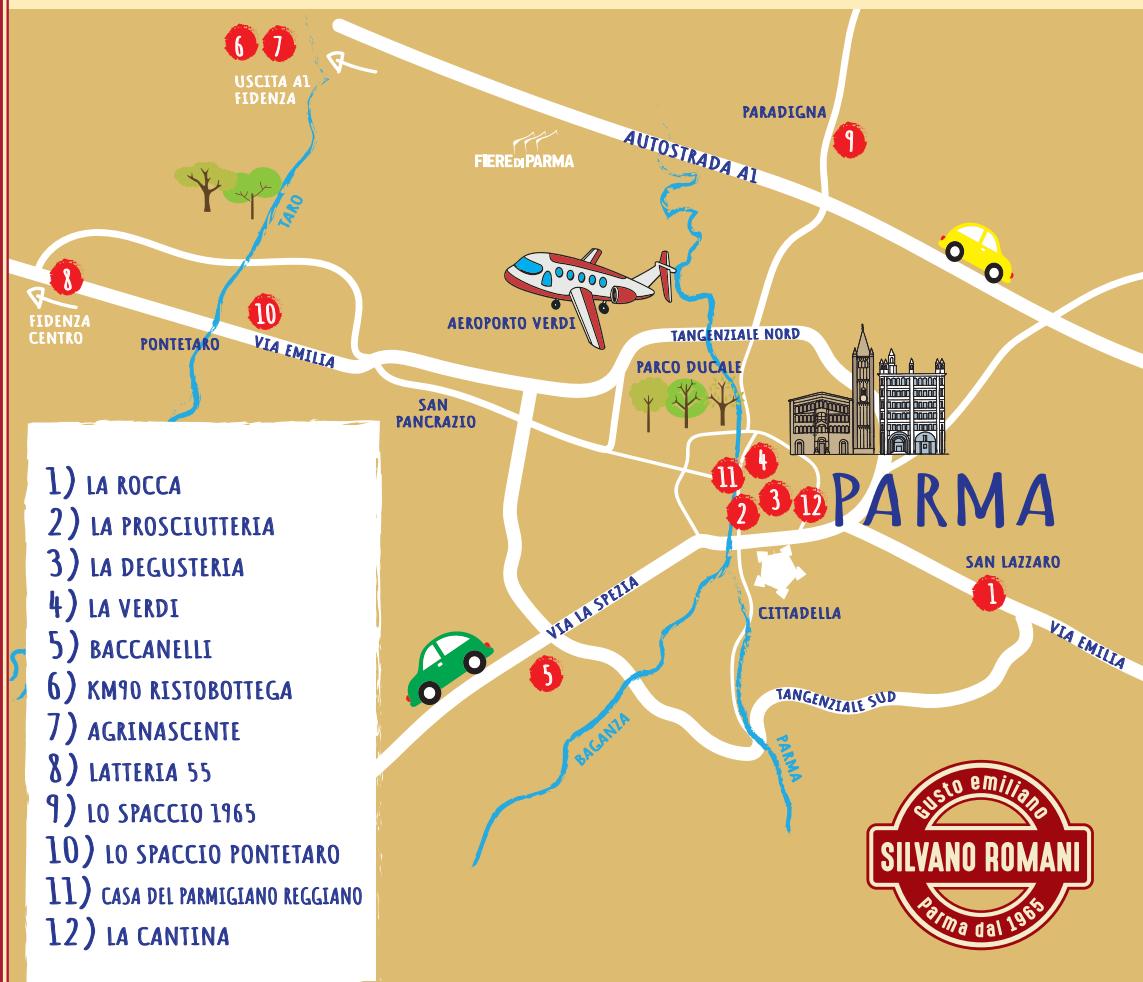 6 7
USCITA A1
FIDENZA
PARADIGNA
9
FIERE DI PARMA
AUTOSTRADA A1
TARO
8
FIDENZA
CENTRO
10
PONTETARO
VIA EMILIA
AEROPORTO VERDI
TANGENZIALE NORD
PARCO DUCALE
SAN
PANCRAZIO
11
4
2
3
12
PARMA
SAN LAZZARO
1
VIA EMILIA
CITTADELLA
VIA LA SPEZIA
5
TANGENZIALE SUD
BAGANZA
PARMA
1) LA ROCCA
2) LA PROSCIUTTERIA
3) LA DEGUSTERIA
4) LA VERDI
5) BACCANELLI
6) KM90 RISTOBOTTEGA
7) AGRINASCENTE
8) LATTERIA 55
9) LO SPACCIO 1965
10) LO SPACCIO PONTETARO
11) CASA DEL PARMIGIANO REGGIANO
12) LA CANTINA
Gusto emiliano
SILVANO ROMANI
Parma dal 1965